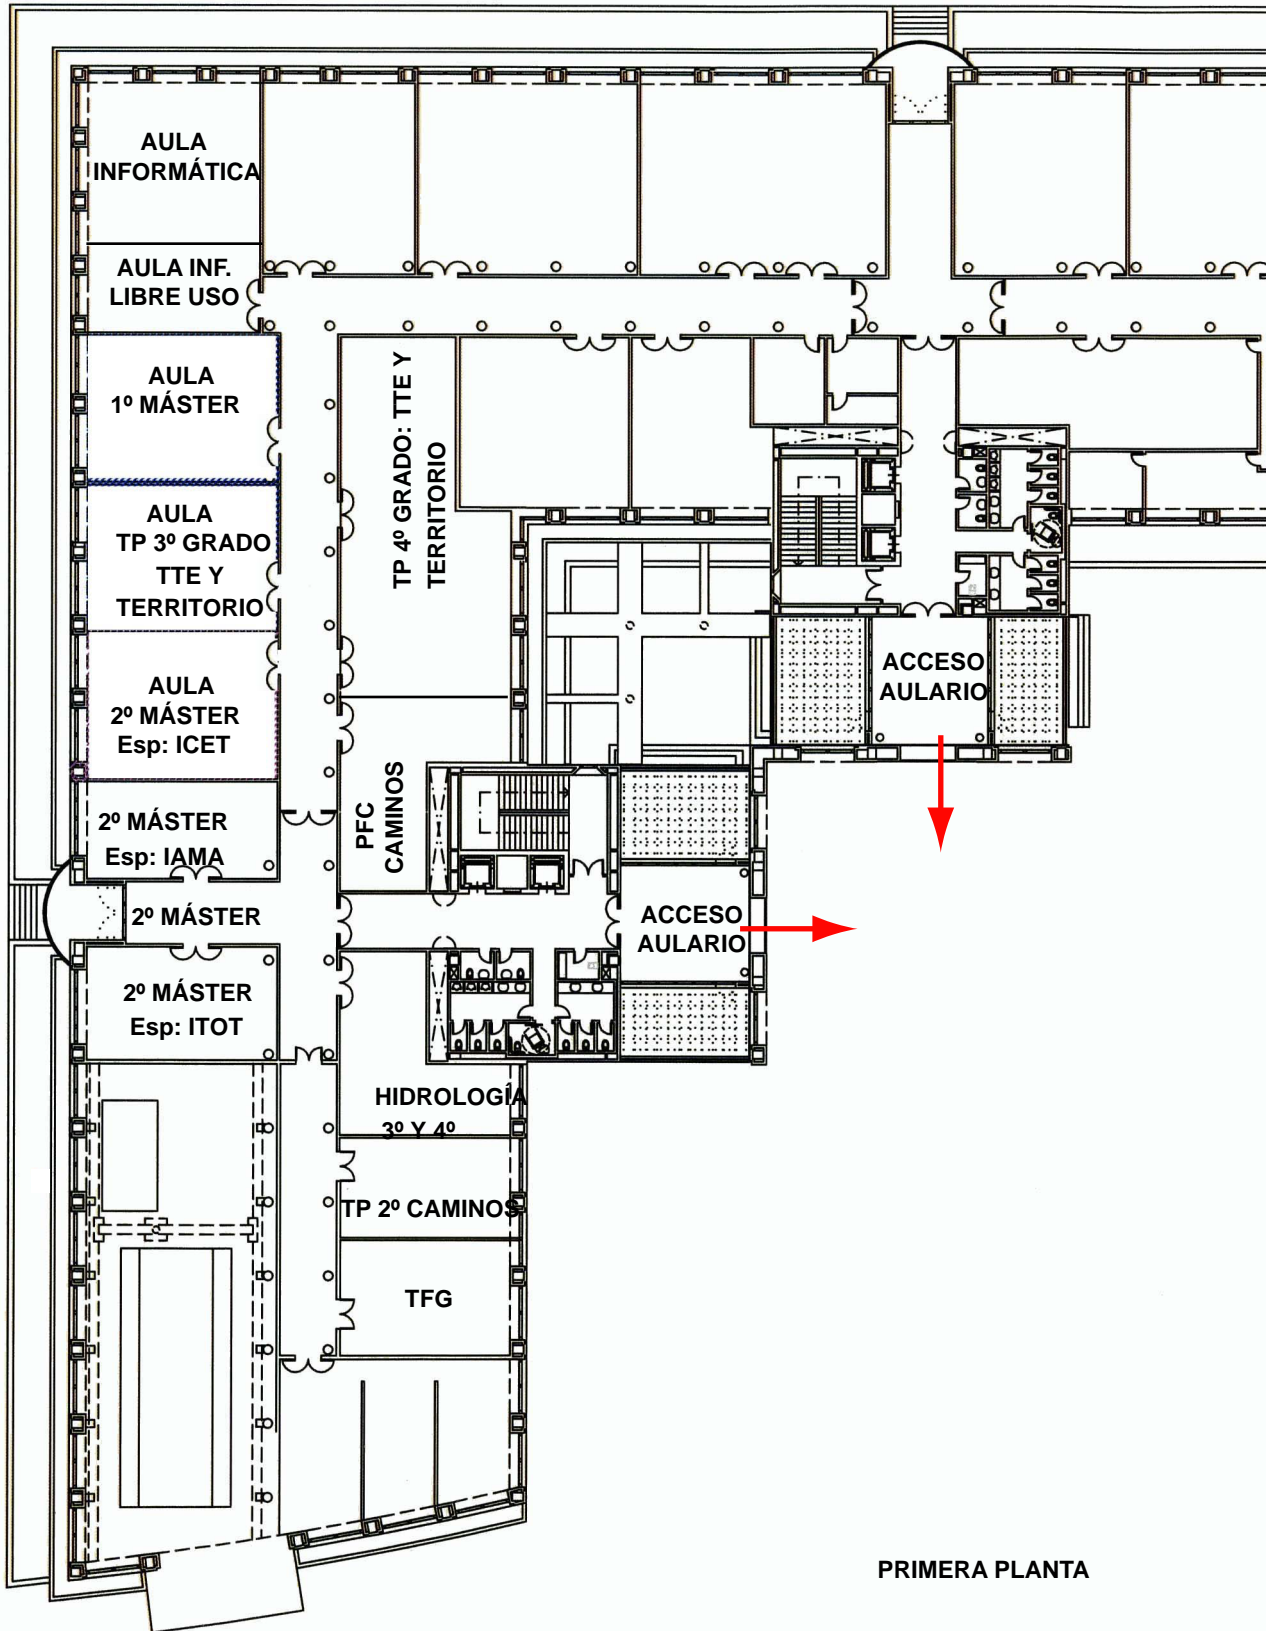 AULA
INFORMÁTICA
AULA INF.
LIBRE USO
AULA
1º MÁSTER
AULA
TP 3º GRADO
TTE Y
TERRITORIO
AULA
2º MÁSTER
Esp: ICET
2º MÁSTER
Esp: IAMA
2º MÁSTER
2º MÁSTER
Esp: ITOT
TP 4º GRADO: TTE Y
TERRITORIO
PFC
CAMINOS
ACCESO
AULARIO
ACCESO
AULARIO
HIDROLOGÍA
3º Y 4º
TP 2º CAMINOS
TFG
PRIMERA PLANTA